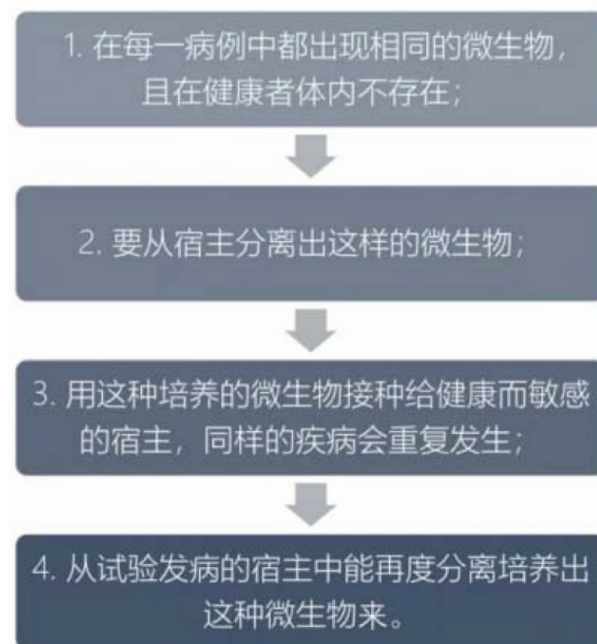 1. 在每一病例中都出现相同的微生物，
且在健康者体内不存在；
2. 要从宿主分离出这样的微生物；
3. 用这种培养的微生物接种给健康而敏感
的宿主，同样的疾病会重复发生；
4. 从试验发病的宿主中能再度分离培养出
这种微生物来。